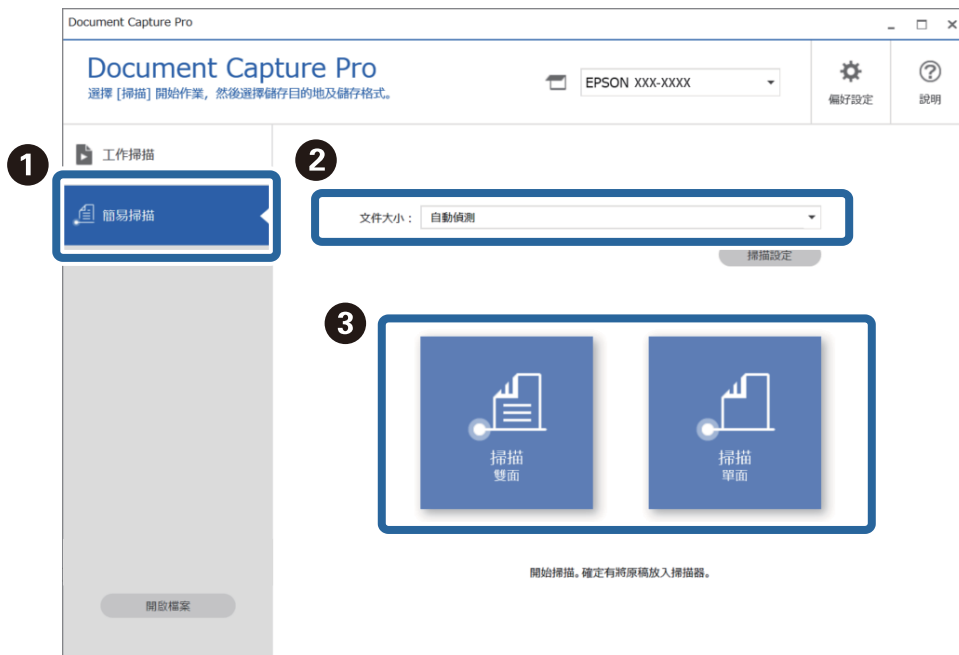 Document Capture Pro
Document Capture Pro
選擇 [掃描] 開始作業，然後選擇儲存目的地及儲存格式。
EPSON XXX-XXXX
偏好設定
說明
1
工作掃描
簡易掃描
2
文件大小：
自動偵測
掃描設定
3
掃描
雙面
掃描
單面
開始掃描。確定有將原稿放入掃描器。
開啟檔案